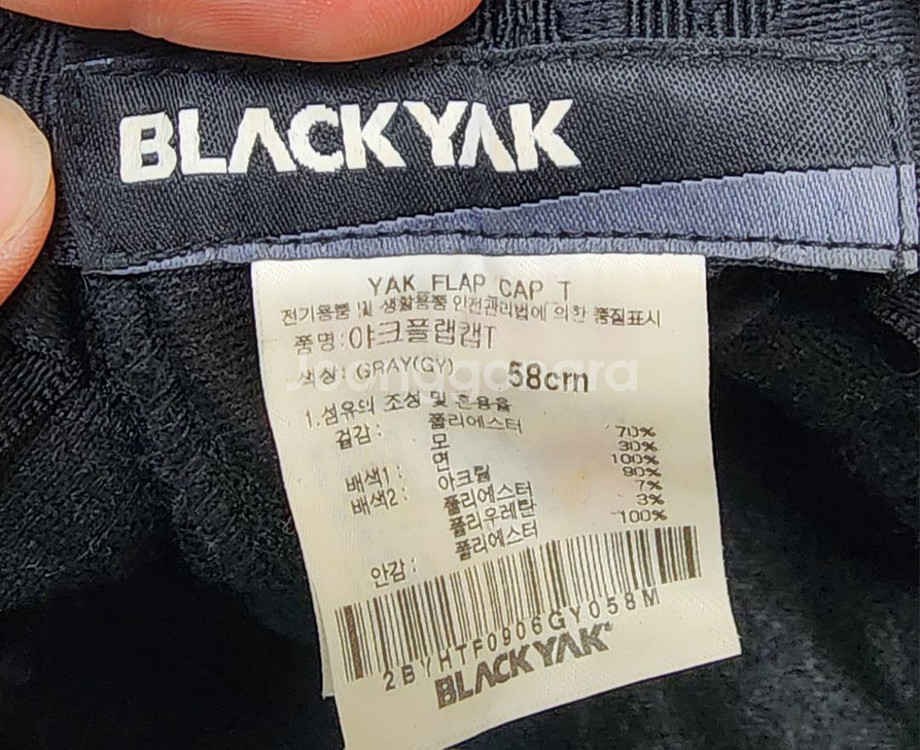 BLACKYAK
YAK FLAP CAP T
전기용품 및 생활용품 안전관리법에 의한 품질표시
품명:야크플랩캡T
색상: GRAY(GY) 58cm
Joonggonara
1.섬유의 조성 및 혼용율
겉감: 폴리에스터 70%
모 30%
배색1: 면 100%
배색2: 아크릴 90%
폴리에스터 7%
폴리우레탄 3%
안감: 폴리에스터 100%
2BYHTF0906GY058M
BLACKYAK